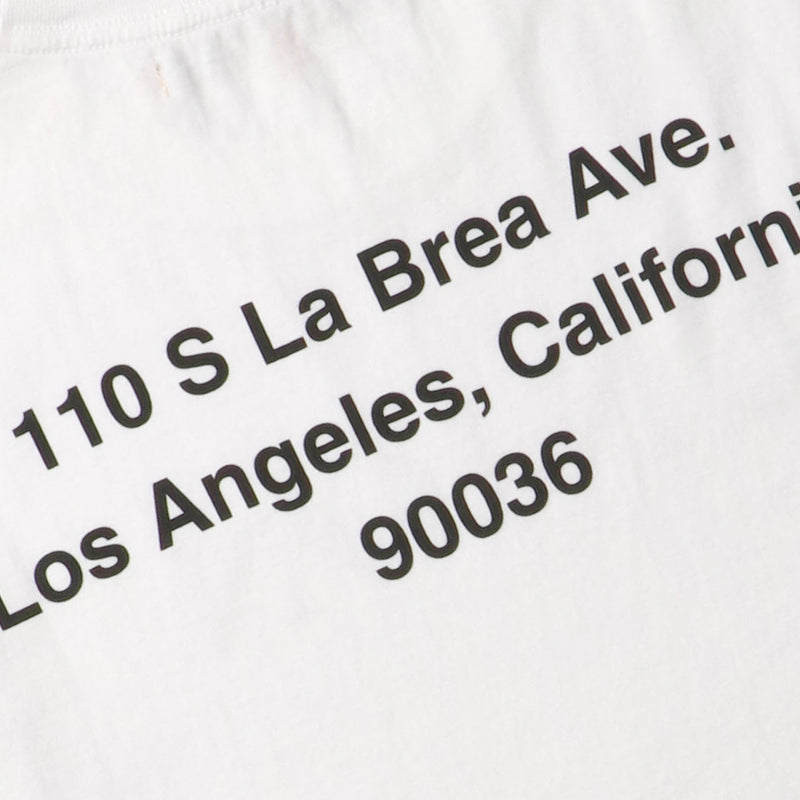 110 S La Brea Ave.
Los Angeles, Californi
90036